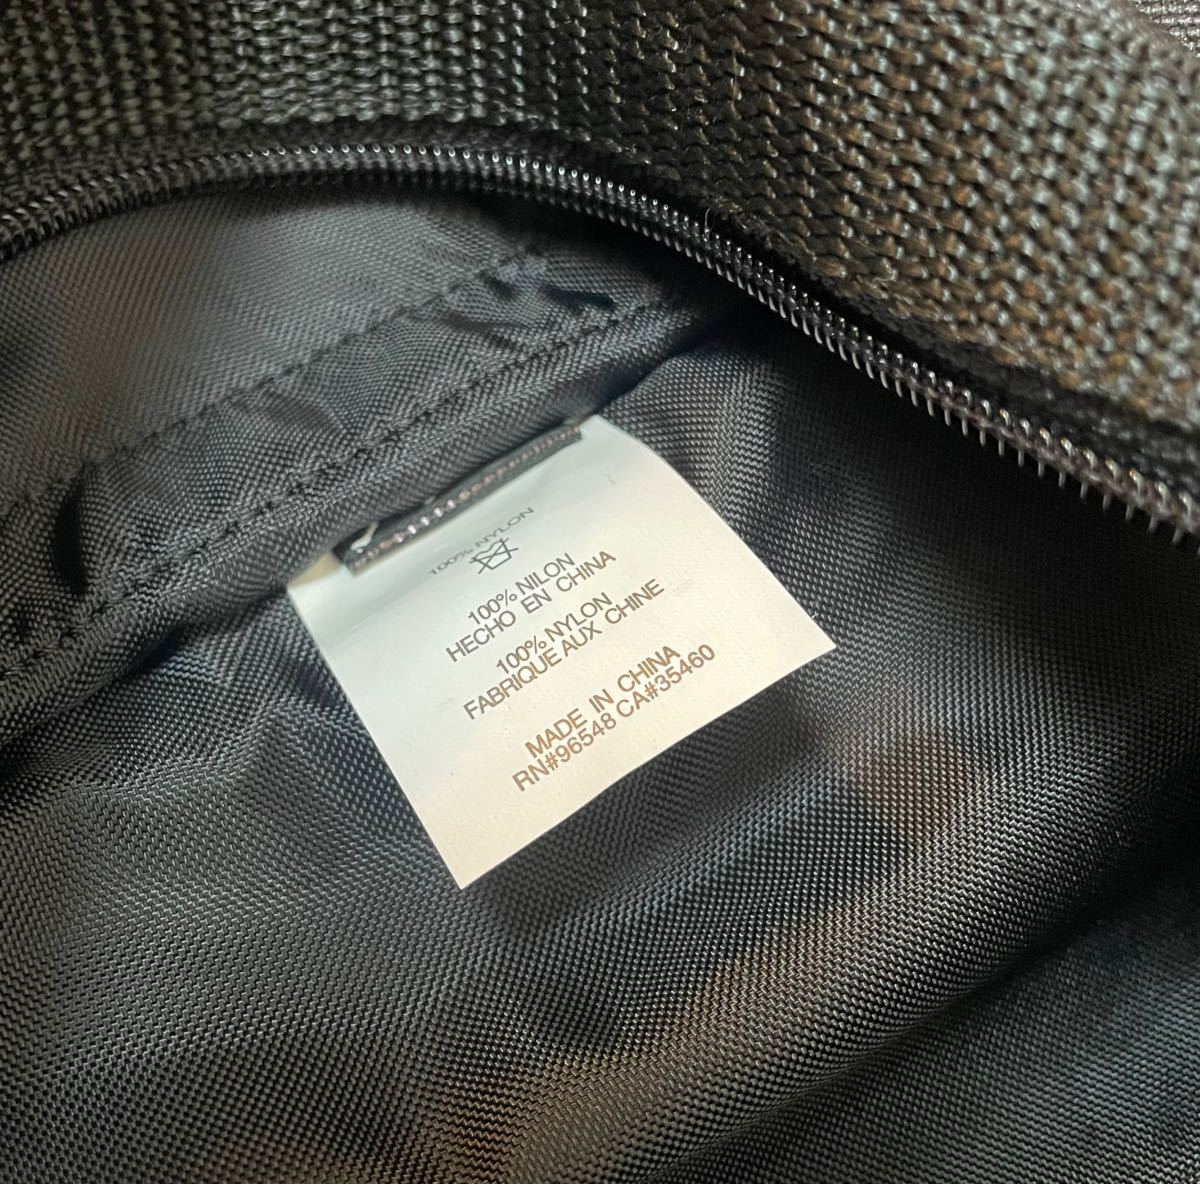 100% NYLON
100% NILON
HECHO EN CHINA
100% NYLON
FABRIQUE AUX CHINE
MADE IN CHINA
RN#96548 CA#35460